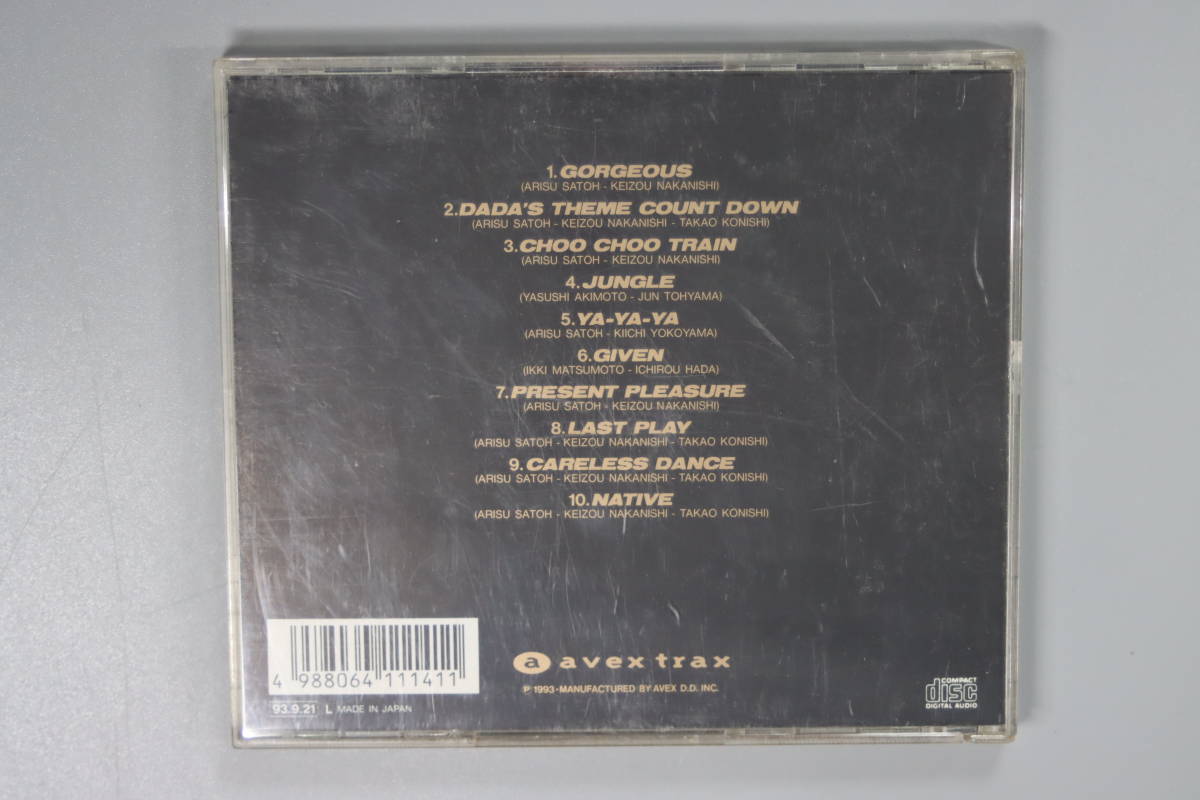 1.GORGEOUS
(ARISU SATOH - KEIZOU NAKANISHI)
2.DADA'S THEME COUNT DOWN
(ARISU SATOH - KEIZOU NAKANISHI - TAKAO KONISHI)
3.CHOO CHOO TRAIN
(ARISU SATOH - KEIZOU NAKANISHI)
4.JUNGLE
(YASUSHI AKIMOTO - JUN TOHYAMA)
5.YA-YA-YA
(ARISU SATOH - KIICHI YOKOYAMA)
6.GIVEN
(IKKI MATSUMOTO - ICHIROU HADA)
7.PRESENT PLEASURE
(ARISU SATOH - KEIZOU NAKANISHI)
8.LAST PLAY
(ARISU SATOH - KEIZOU NAKANISHI - TAKAO KONISHI)
9.CARELESS DANCE
(ARISU SATOH - KEIZOU NAKANISHI - TAKAO KONISHI)
10.NATIVE
(ARISU SATOH - KEIZOU NAKANISHI - TAKAO KONISHI)
4 988064 111411
93.9.21 L MADE IN JAPAN
a avex trax
℗ 1993·MANUFACTURED BY AVEX D.D. INC.
COMPACT
disc
DIGITAL AUDIO